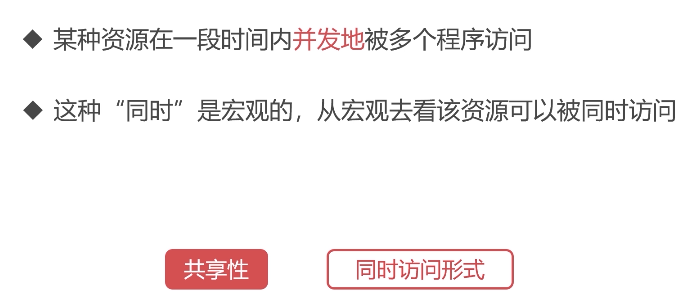 ◆ 某种资源在一段时间内并发地被多个程序访问
◆ 这种“同时”是宏观的，从宏观去看该资源可以被同时访问
共享性 同时访问形式